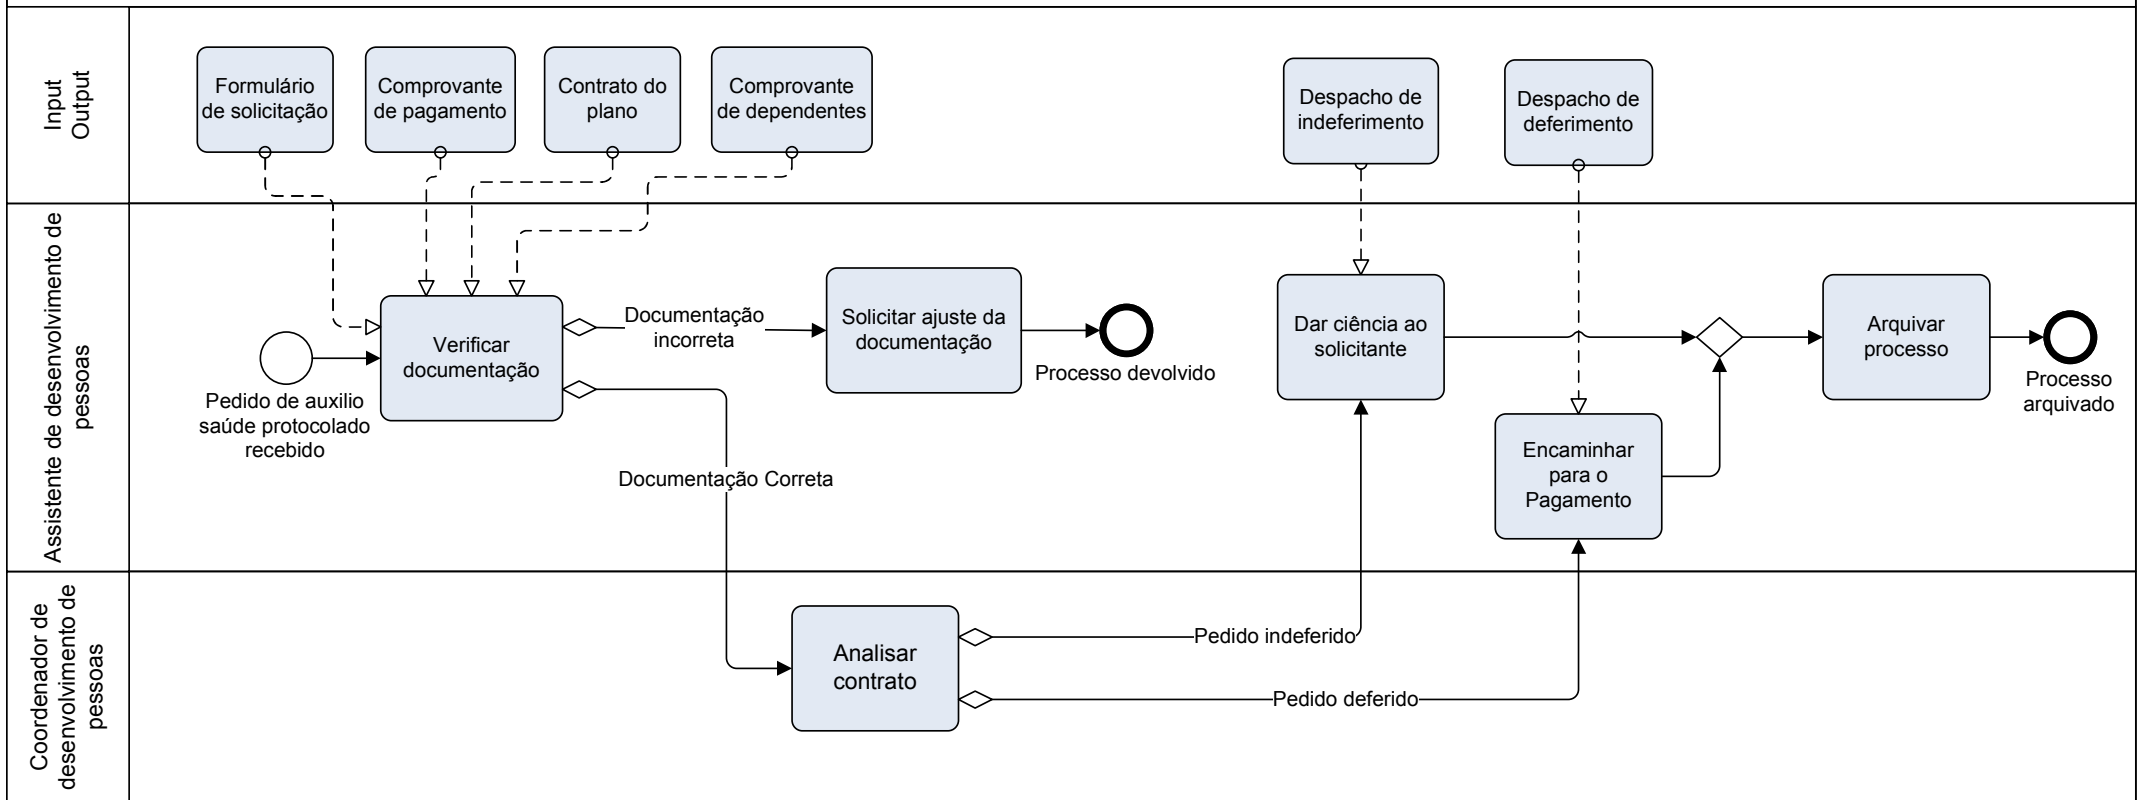 Input
Output
Formulário
de solicitação
Comprovante
de pagamento
Contrato do
plano
Comprovante
de dependentes
Despacho de
indeferimento
Despacho de
deferimento
Assistente de desenvolvimento de
pessoas
Pedido de auxilio
saúde protocolado
recebido
Verificar
documentação
Documentação
incorreta
Documentação Correta
Solicitar ajuste da
documentação
Processo devolvido
Dar ciência ao
solicitante
Encaminhar
para o
Pagamento
Arquivar
processo
Processo
arquivado
Coordenador de
desenvolvimento de
pessoas
Analisar
contrato
Pedido indeferido
Pedido deferido